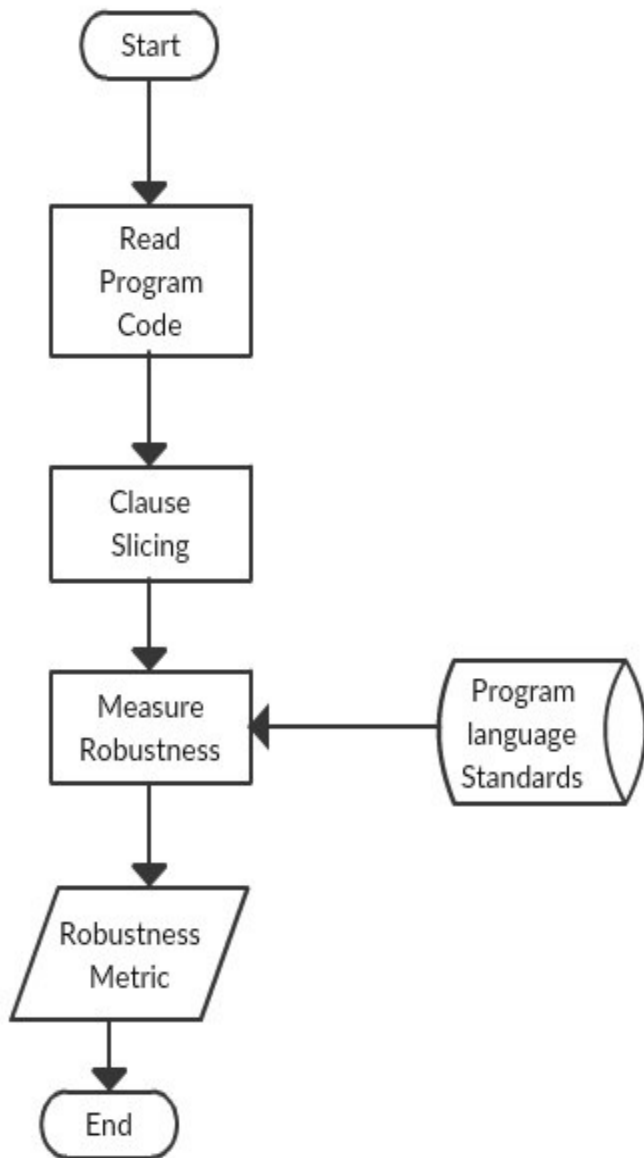 Start
Read
Program
Code
Clause
Slicing
Measure
Robustness
Program
language
Standards
Robustness
Metric
End